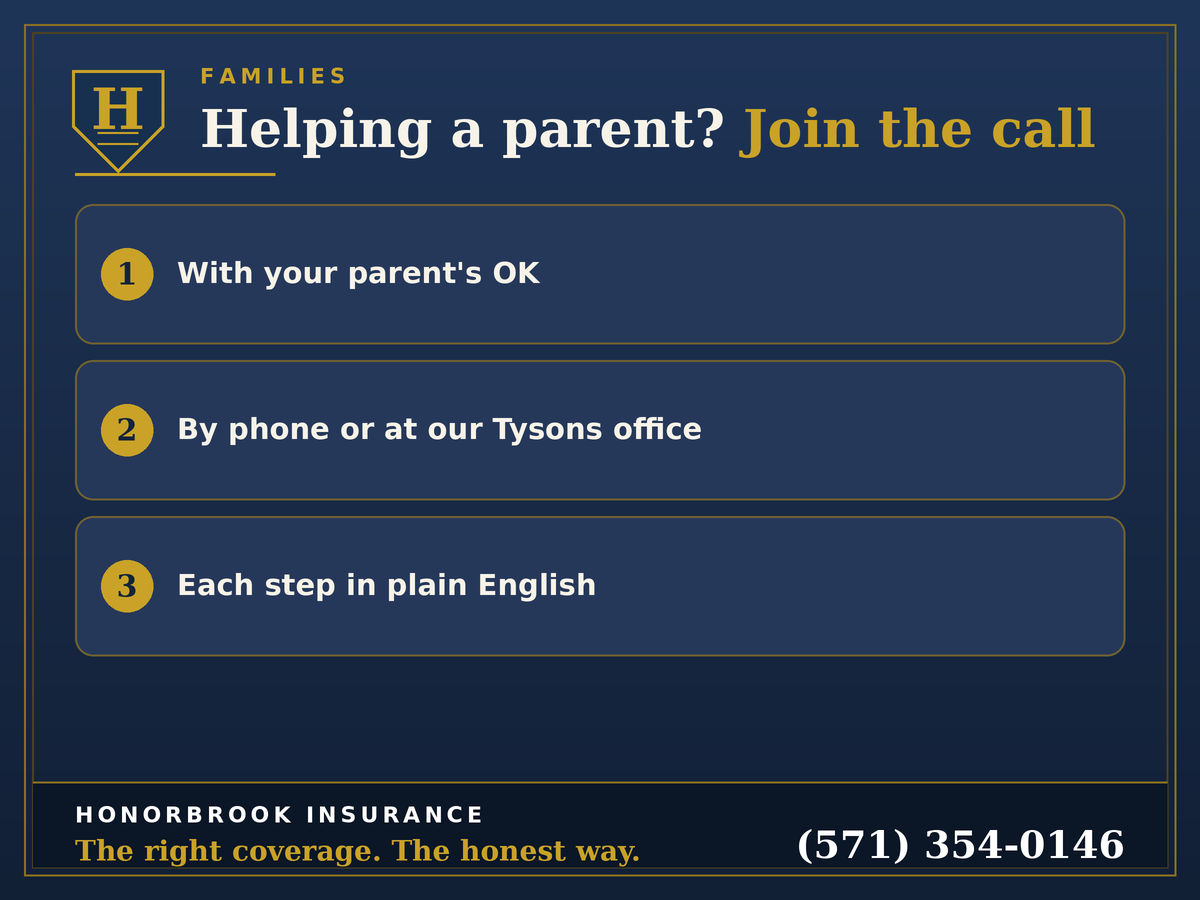 H
FAMILIES
Helping a parent? Join the call
1 With your parent's OK
2 By phone or at our Tysons office
3 Each step in plain English
HONORBROOK INSURANCE
The right coverage. The honest way.
(571) 354-0146